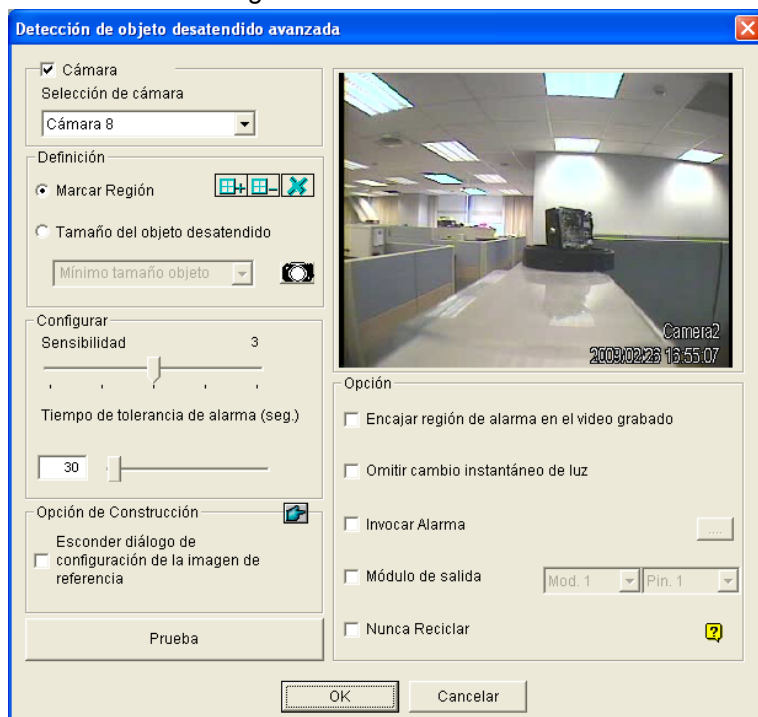 Detección de objeto desatendido avanzada
Cámara
Selección de cámara
Cámara 8
Definición
Marcar Región
Tamaño del objeto desatendido
Mínimo tamaño objeto
Configurar
Sensibilidad 3
Tiempo de tolerancia de alarma (seg.)
30
Opción de Construcción
Esconder diálogo de
configuración de la imagen de
referencia
Prueba
Camera2
2009/02/26 16:55:07
Opción
Encajar región de alarma en el video grabado
Omitir cambio instantáneo de luz
Invocar Alarma ....
Módulo de salida Mod. 1 Pin. 1
Nunca Reciclar
OK Cancelar